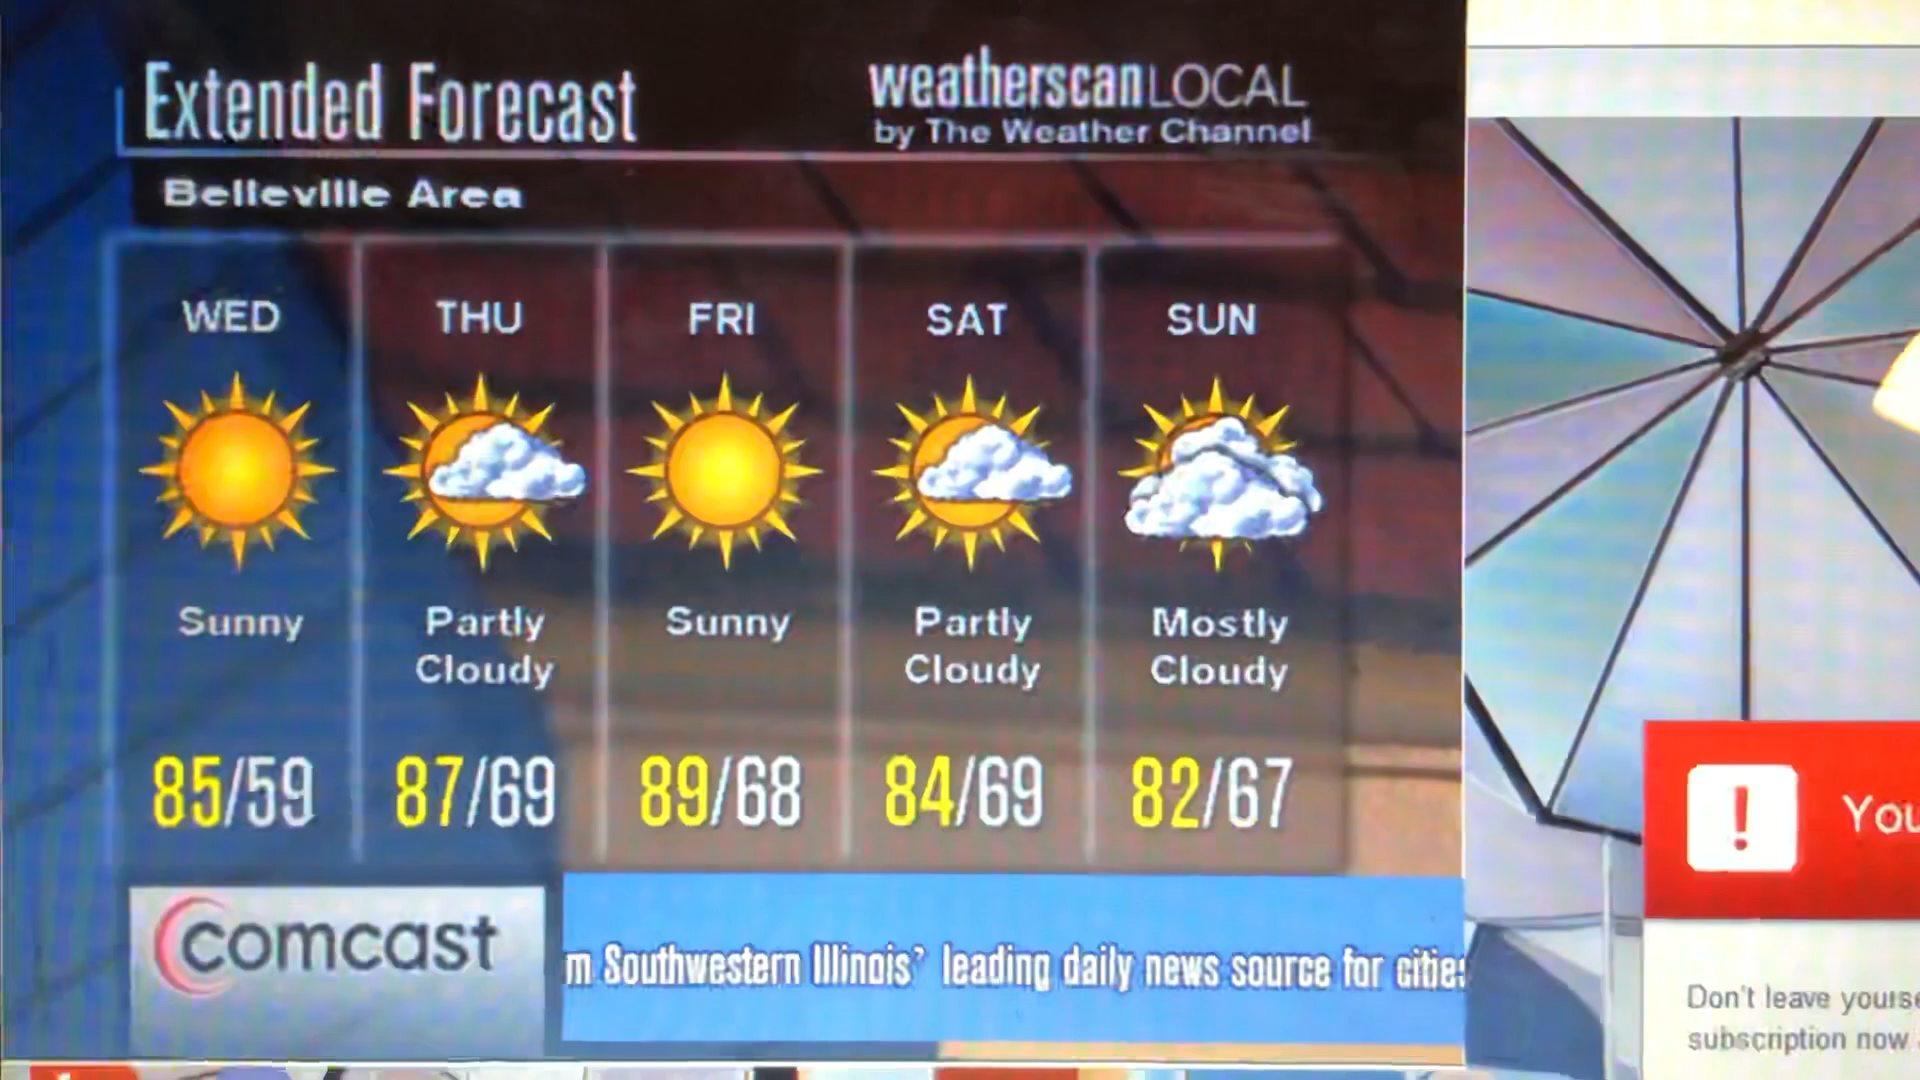 Extended Forecast
weatherscanLOCAL
by The Weather Channel
Belleville Area
WED
THU
FRI
SAT
SUN
Sunny
Partly
Cloudy
Sunny
Partly
Cloudy
Mostly
Cloudy
85/59
87/69
89/68
84/69
82/67
comcast
m Southwestern Illinois' leading daily news source for cities
!
You
Don't leave yourse
subscription now